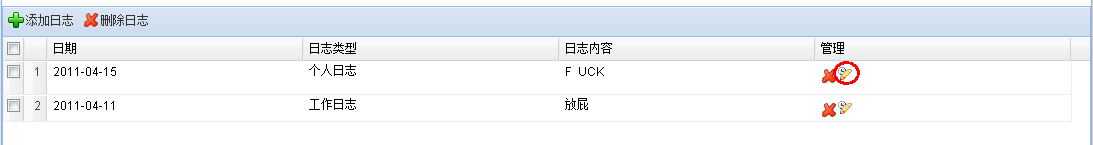 添加日志 删除日志
日期 日志类型 日志内容 管理
1 2011-04-15 个人日志 F UCK
2 2011-04-11 工作日志 放屁